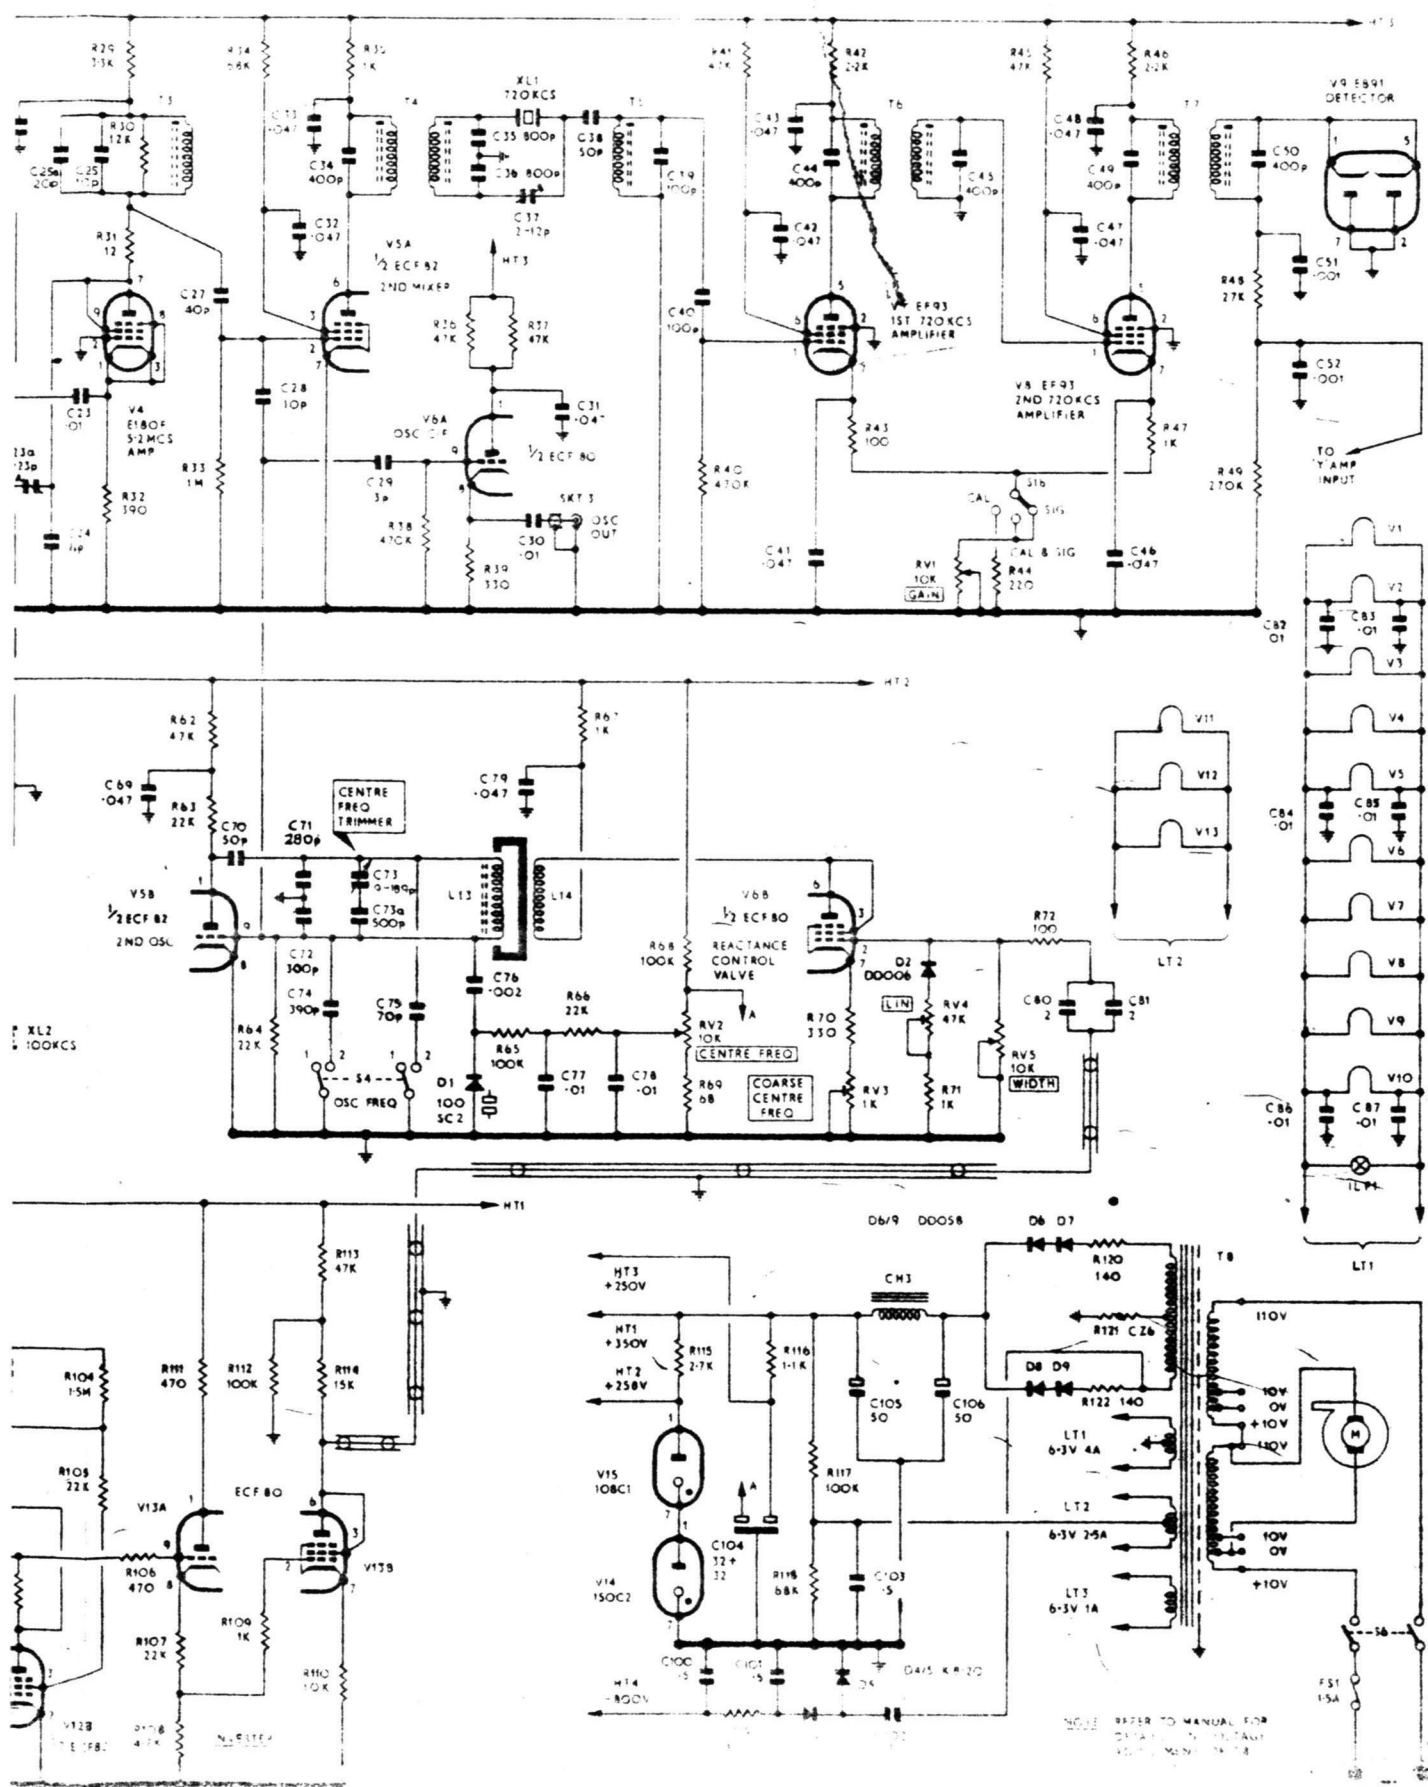 HT3
R29
3.3K
R34
68K
R35
1K
R41
47K
R42
2.2K
R45
47K
R46
2.2K
T3
T4
XL1
720KCS
T5
T6
T7
V9 EB91
DETECTOR
R30
12K
C25
C33
.047
C34
400p
C35 800p
C36 800p
C37
2-12p
C38
50p
C39
100p
C43
.047
C44
400p
C45
400p
C48
.047
C49
400p
C50
400p
1
5
7
2
R31
12
C32
.047
V5A
1/2 ECF 82
2ND MIXER
HT3
C42
.047
C47
.047
C51
.001
R48
27K
C27
40p
R36
47K
R37
47K
C40
100p
EF93
1ST 720KCS
AMPLIFIER
V8 EF93
2ND 720KCS
AMPLIFIER
C52
.001
C28
10p
C23
.01
V4
E180F
5.2MCS
AMP
V6A
OSC
1/2 ECF 80
C31
.047
R43
100
R47
1K
TO
'Y' AMP
INPUT
R33
1M
C29
3p
R32
390
R38
470K
R39
330
C30
.01
SKT 3
OSC
OUT
R40
470K
S1b
CAL
SIG
CAL & SIG
R49
270K
C41
.047
RV1
10K
GAIN
R44
220
C46
.047
V1
V2
C82
.01
C83
.01
V3
V4
V5
C84
.01
C85
.01
V6
V7
V8
V9
V10
C86
.01
C87
.01
ILP1
LT1
HT2
R62
47K
R67
1K
V11
V12
V13
LT2
C69
.047
R63
22K
C70
50p
C71
280p
CENTRE
FREQ
TRIMMER
C79
.047
C73
9-189p
C73a
500p
L13
L14
V5B
1/2 ECF 82
2ND OSC
V6B
1/2 ECF 80
REACTANCE
CONTROL
VALVE
R68
100K
R72
100
C72
300p
C74
390p
C75
70p
C76
.002
D2
DD006
LIN
RV4
47K
C80
2
C81
2
XL2
100KCS
R64
22K
R65
100K
R66
22K
A
RV2
10K
CENTRE FREQ
R70
330
RV5
10K
WIDTH
S4
OSC FREQ
D1
100
SC2
C77
.01
C78
.01
R69
68
COARSE
CENTRE
FREQ
RV3
1K
R71
1K
HT1
R113
47K
D6/9 DD058
D6 D7
R120
140
T8
HT3
+250V
CH3
HT1
+350V
R121 CZ6
110V
R104
1.5M
R111
470
R112
100K
R114
15K
HT2
+258V
R115
2.7K
R116
1.1K
D8 D9
R122 140
C105
50
C106
50
10V
0V
+10V
110V
M
LT1
6.3V 4A
R105
22K
V13A
ECF 80
V15
108C1
A
R117
100K
LT2
6.3V 2.5A
10V
0V
+10V
R106
470
V13B
V14
150C2
C104
32+
32
R118
68K
C103
.5
LT3
6.3V 1A
R109
1K
R107
22K
R110
10K
C100
.5
C101
.5
D5
S6
FS1
1.5A
HT4
-800V
V12B
R108
4.7K
NOTE REFER TO MANUAL FOR